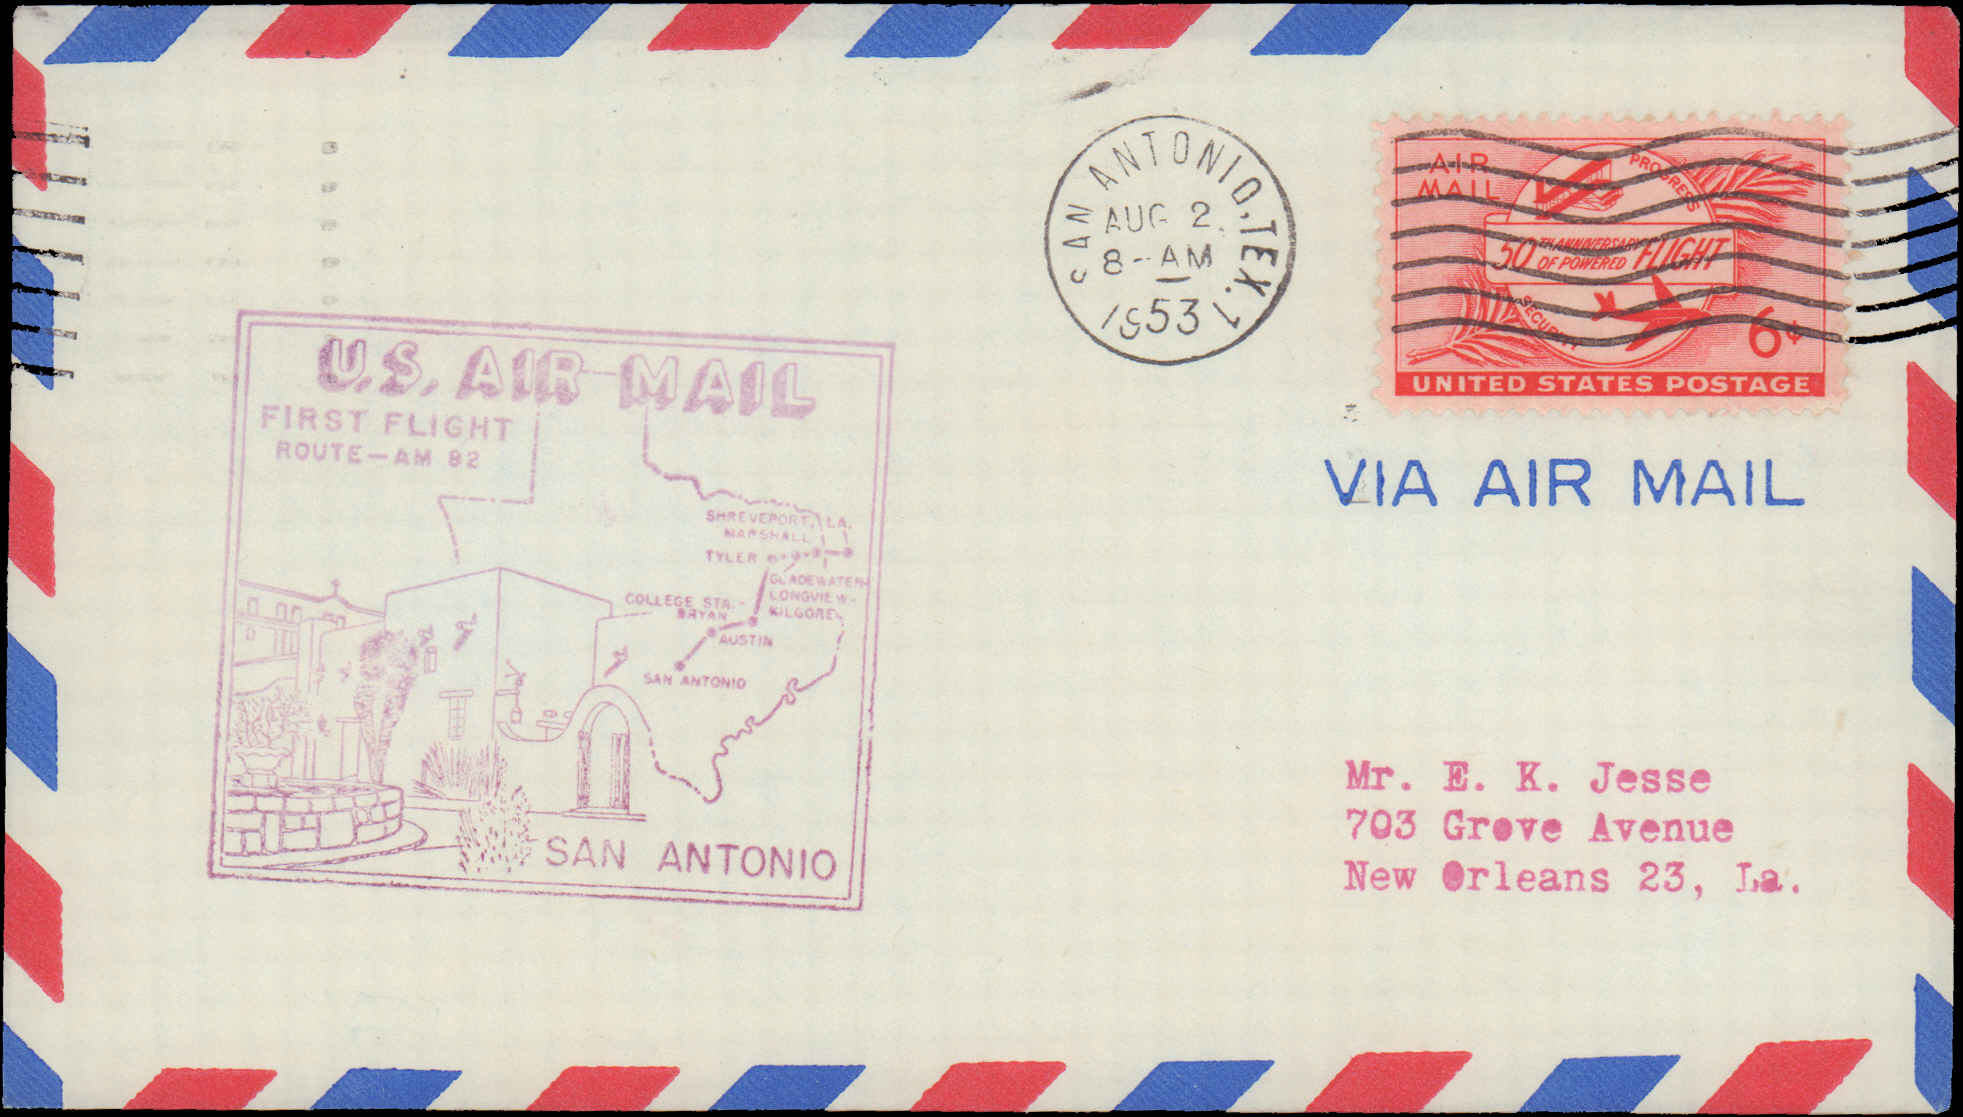 SAN ANTONIO, TEX. 1
AUG 2
8-AM
1953
AIR
MAIL
PROGRESS
50TH ANNIVERSARY OF POWERED FLIGHT
SECURITY
6¢
UNITED STATES POSTAGE
VIA AIR MAIL
U.S. AIR MAIL
FIRST FLIGHT
ROUTE-AM 82
SHREVEPORT, LA.
MARSHALL
TYLER
GLADEWATER-
LONGVIEW-
KILGORE
COLLEGE STA.-
BRYAN
AUSTIN
SAN ANTONIO
SAN ANTONIO
Mr. E. K. Jesse
703 Grove Avenue
New Orleans 23, La.